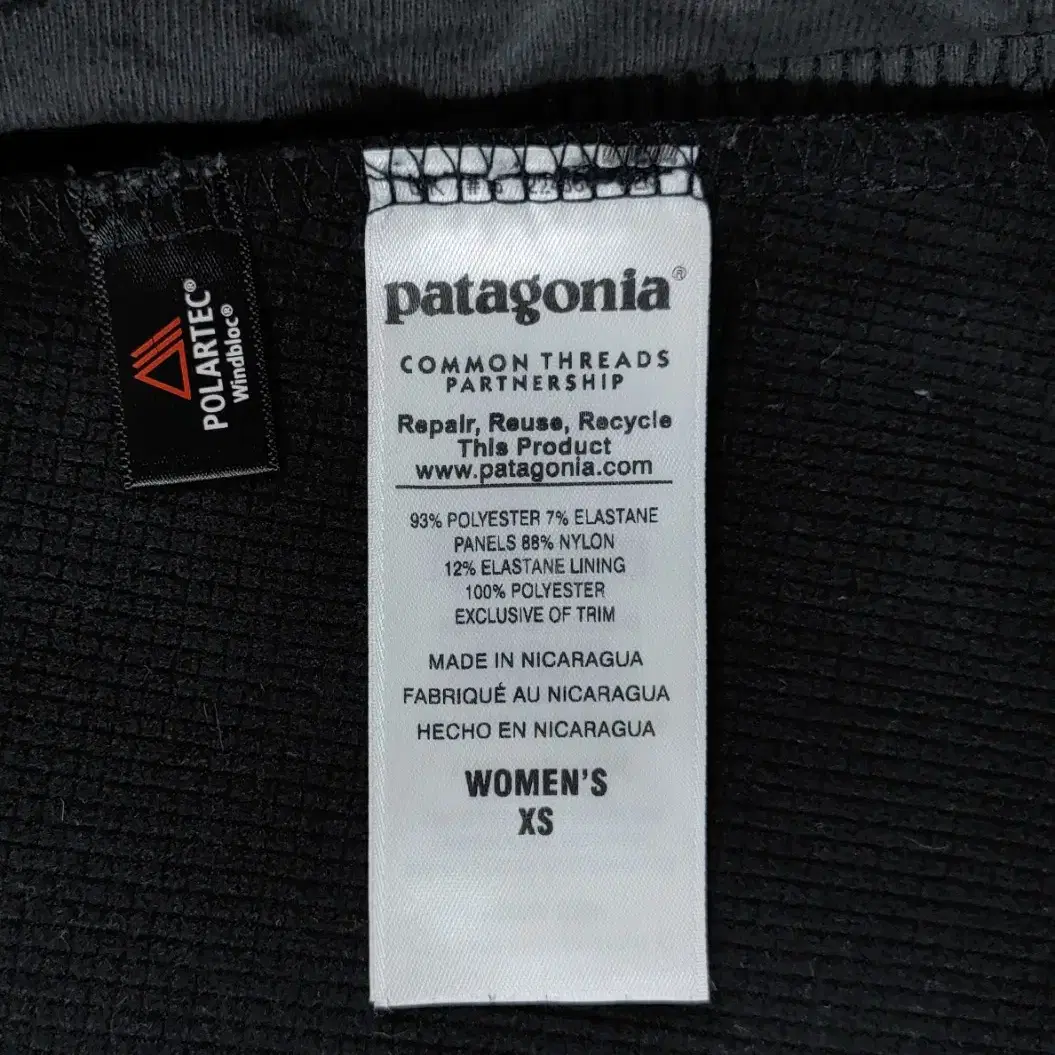 POLARTEC®
Windbloc®
patagonia®
COMMON THREADS
PARTNERSHIP
Repair, Reuse, Recycle
This Product
www.patagonia.com
93% POLYESTER 7% ELASTANE
PANELS 88% NYLON
12% ELASTANE LINING
100% POLYESTER
EXCLUSIVE OF TRIM
MADE IN NICARAGUA
FABRIQUÉ AU NICARAGUA
HECHO EN NICARAGUA
WOMEN'S
XS